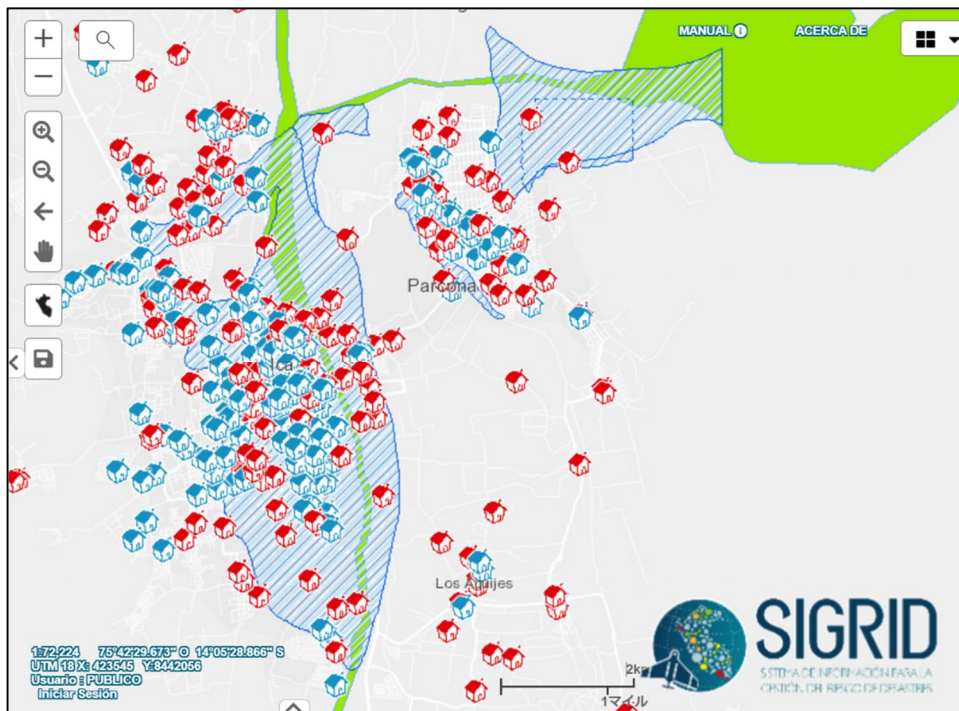 MANUAL
ACERCA DE
Parcona
Ica
Los Aquijes
1:72,224 75°42'29.673" O 14°05'28.866" S
UTM 18 X: 423545 Y:8442056
Usuario : PUBLICO
Iniciar Sesión
2km
1マイル
SIGRID
SISTEMA DE INFORMACIÓN PARA LA
GESTIÓN DEL RIESGO DE DESASTRES